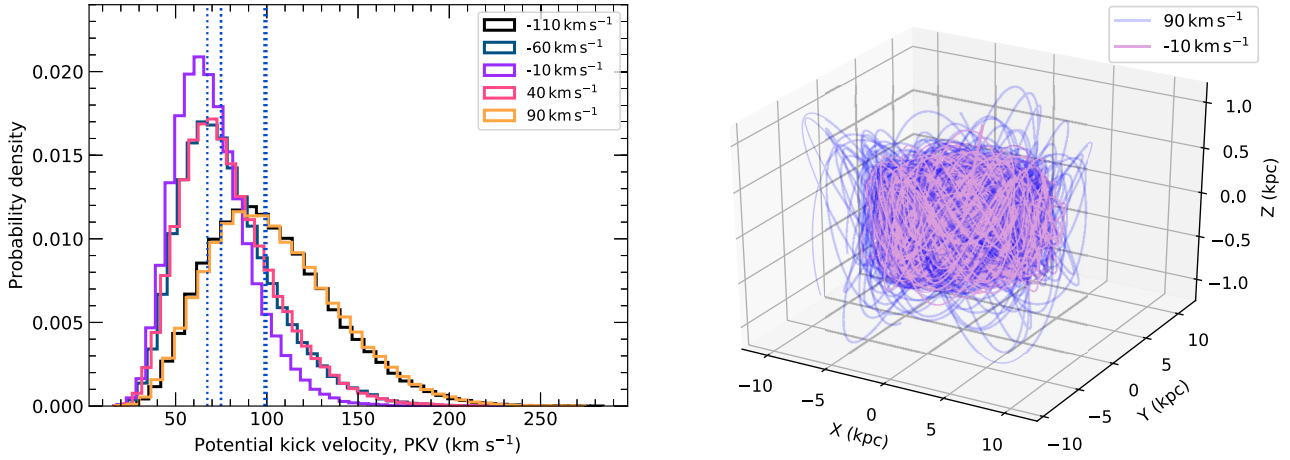 -110 km s⁻¹
-60 km s⁻¹
-10 km s⁻¹
40 km s⁻¹
90 km s⁻¹
Probability density
0.020
0.015
0.010
0.005
0.000
50 100 150 200 250
Potential kick velocity, PKV (km s⁻¹)
90 km s⁻¹
-10 km s⁻¹
1.0
0.5
0.0
−0.5
−1.0
Z (kpc)
−10 −5 0 5 10
X (kpc)
−10 −5 0 5 10
Y (kpc)